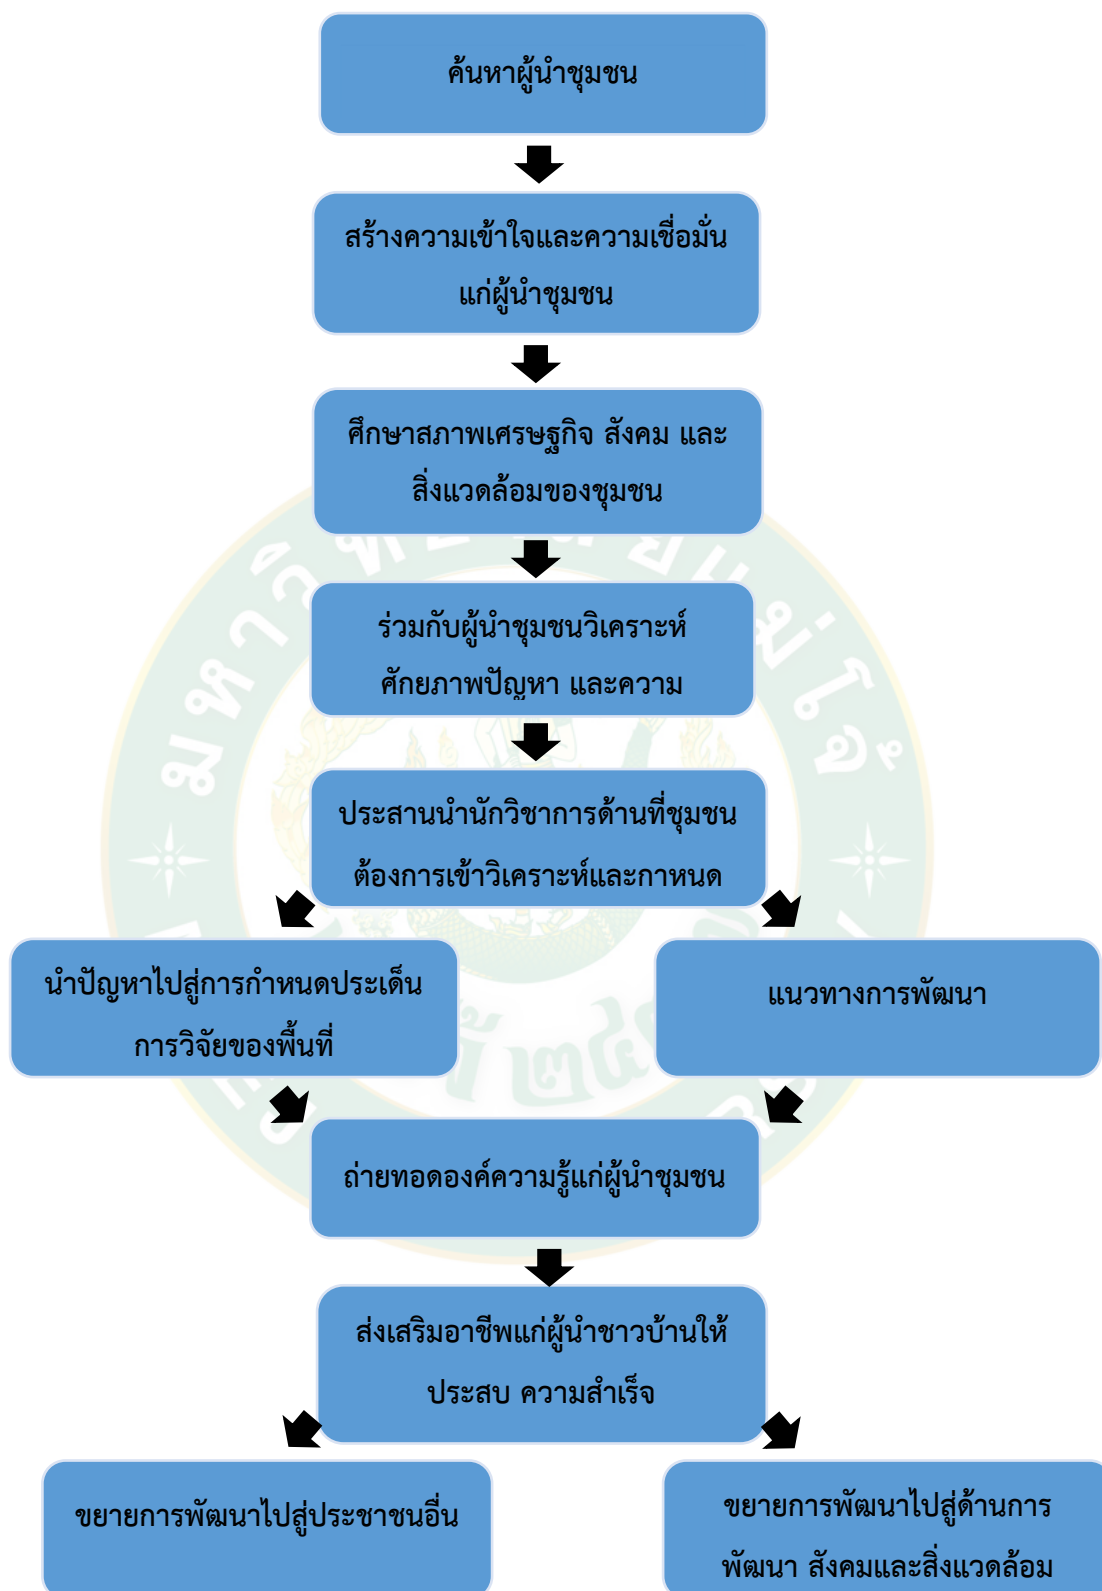 ค้นหาผู้นำชุมชน
สร้างความเข้าใจและความเชื่อมั่น
แก่ผู้นำชุมชน
ศึกษาสภาพเศรษฐกิจ สังคม และ
สิ่งแวดล้อมของชุมชน
ร่วมกับผู้นำชุมชนวิเคราะห์
ศักยภาพปัญหา และความ
ประสานนำนักวิชาการด้านที่ชุมชน
ต้องการเข้าวิเคราะห์และกาหนด
นำปัญหาไปสู่การกำหนดประเด็น
การวิจัยของพื้นที่
แนวทางการพัฒนา
ถ่ายทอดองค์ความรู้แก่ผู้นำชุมชน
ส่งเสริมอาชีพแก่ผู้นำชาวบ้านให้
ประสบ ความสำเร็จ
ขยายการพัฒนาไปสู่ประชาชนอื่น
ขยายการพัฒนาไปสู่ด้านการ
พัฒนา สังคมและสิ่งแวดล้อม